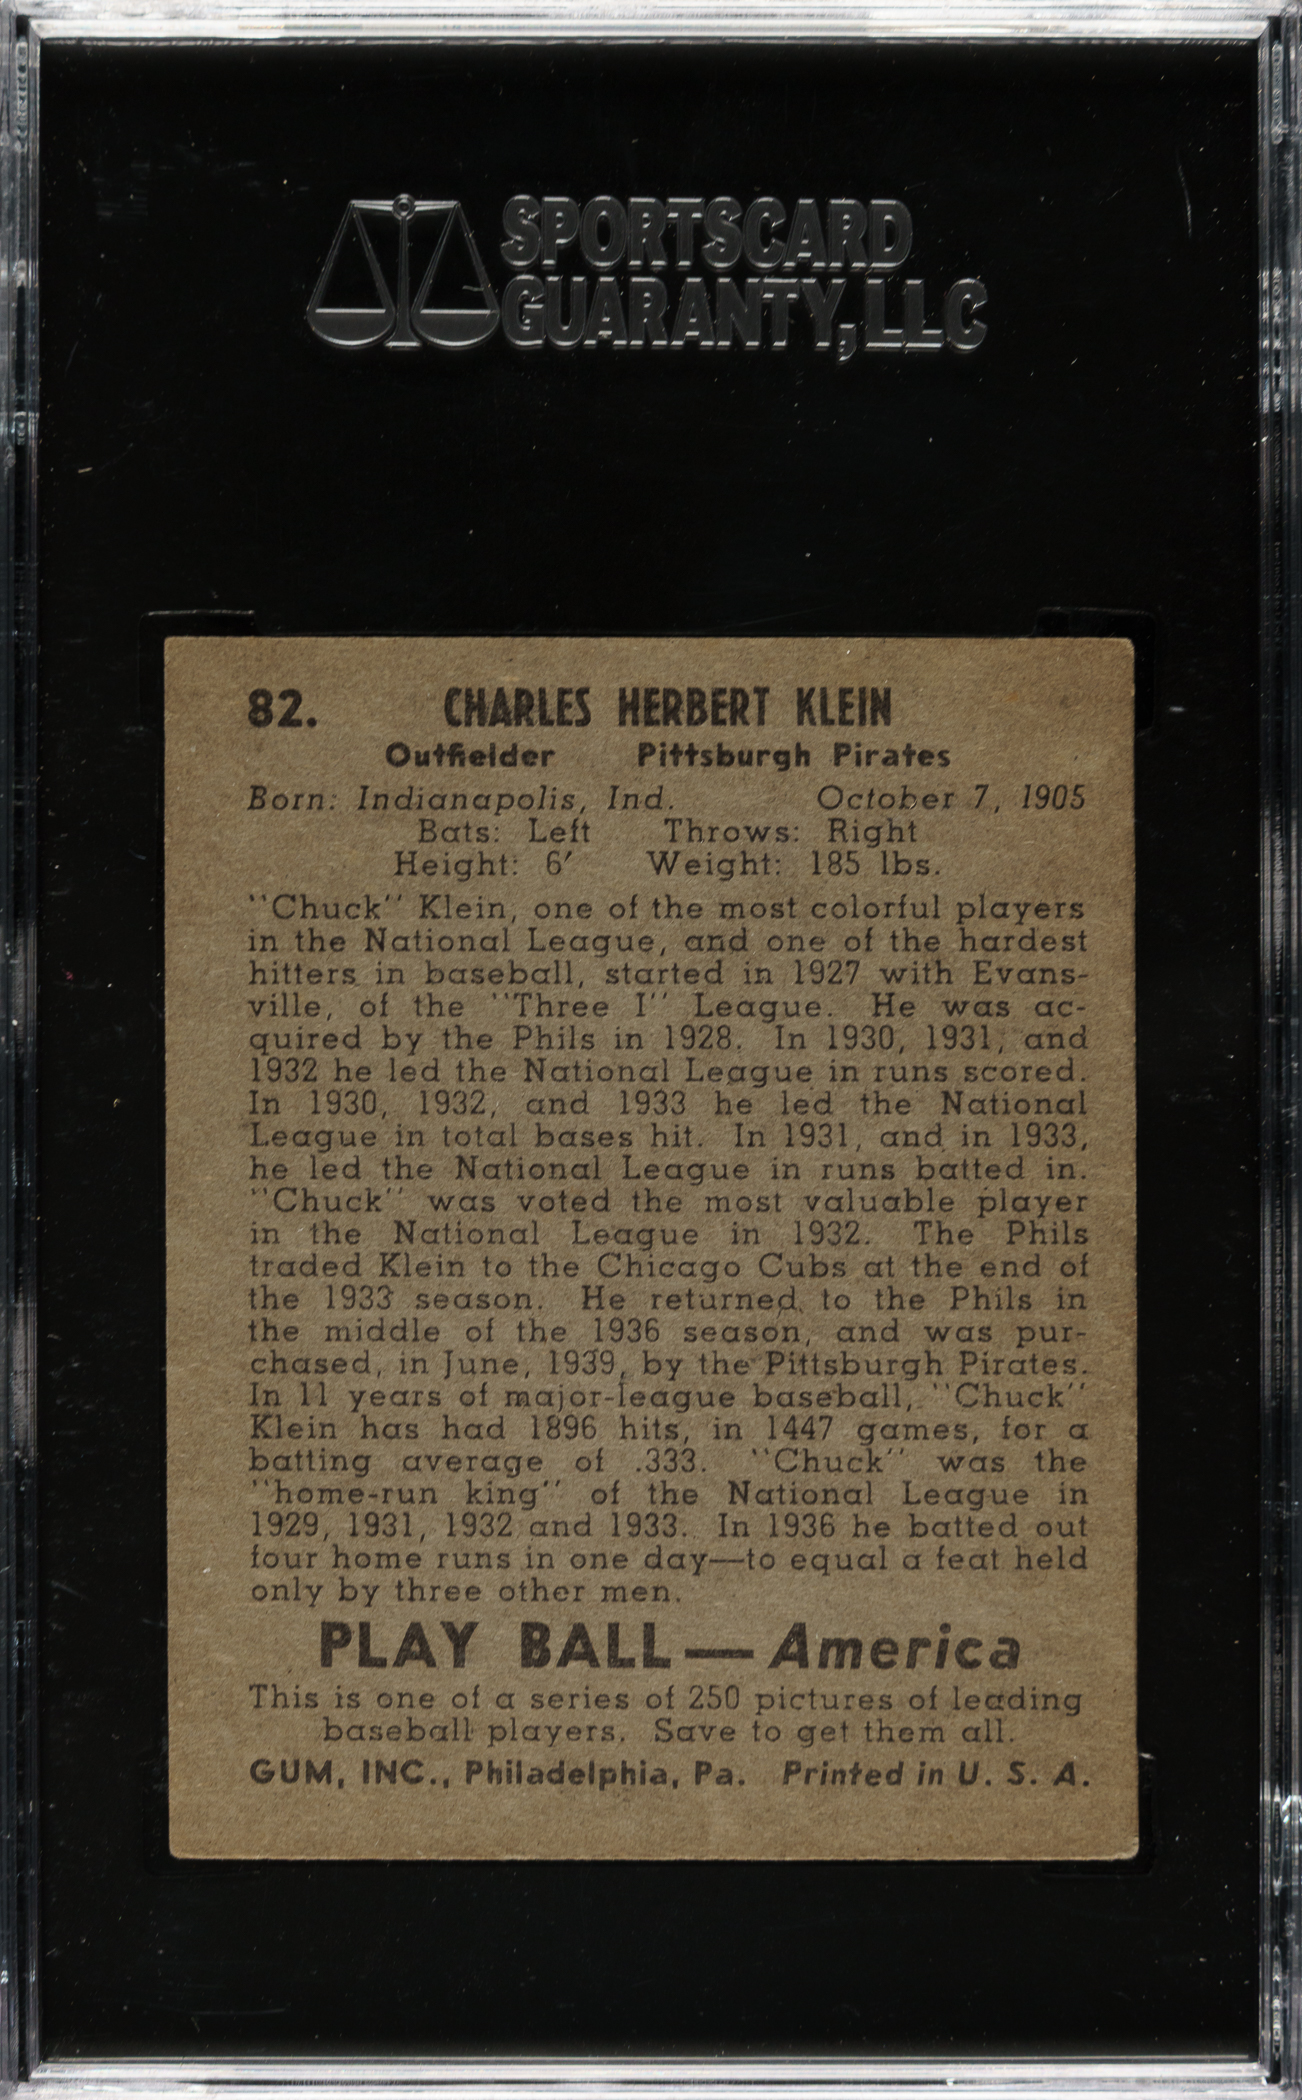 SPORTSCARD
GUARANTY, LLC
82. CHARLES HERBERT KLEIN
Outfielder Pittsburgh Pirates
Born: Indianapolis, Ind. October 7, 1905
Bats: Left Throws: Right
Height: 6′ Weight: 185 lbs.
"Chuck" Klein, one of the most colorful players
in the National League, and one of the hardest
hitters in baseball, started in 1927 with Evans-
ville, of the "Three I" League. He was ac-
quired by the Phils in 1928. In 1930, 1931, and
1932 he led the National League in runs scored.
In 1930, 1932, and 1933 he led the National
League in total bases hit. In 1931, and in 1933,
he led the National League in runs batted in.
"Chuck" was voted the most valuable player
in the National League in 1932. The Phils
traded Klein to the Chicago Cubs at the end of
the 1933 season. He returned to the Phils in
the middle of the 1936 season, and was pur-
chased, in June, 1939, by the Pittsburgh Pirates.
In 11 years of major-league baseball, "Chuck"
Klein has had 1896 hits, in 1447 games, for a
batting average of .333. "Chuck" was the
"home-run king" of the National League in
1929, 1931, 1932 and 1933. In 1936 he batted out
four home runs in one day—to equal a feat held
only by three other men.
PLAY BALL—America
This is one of a series of 250 pictures of leading
baseball players. Save to get them all.
GUM, INC., Philadelphia, Pa. Printed in U. S. A.